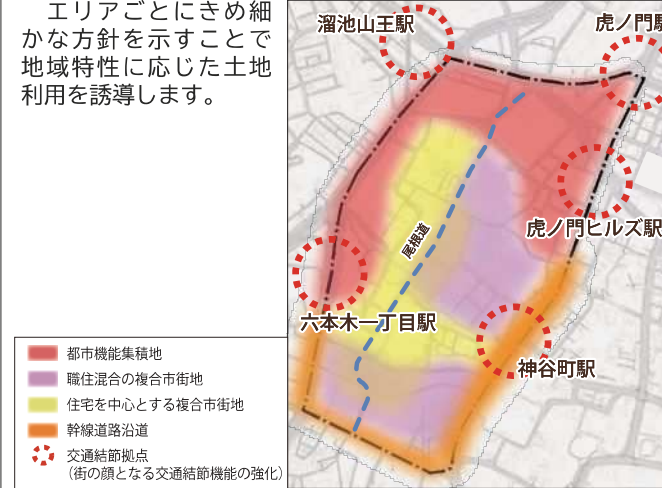 エリアごとにきめ細
かな方針を示すことで
地域特性に応じた土地
利用を誘導します。
溜池山王駅
虎ノ門駅
虎ノ門ヒルズ駅
尾根道
六本木一丁目駅
神谷町駅
都市機能集積地
職住混合の複合市街地
住宅を中心とする複合市街地
幹線道路沿道
交通結節拠点
(街の顔となる交通結節機能の強化)